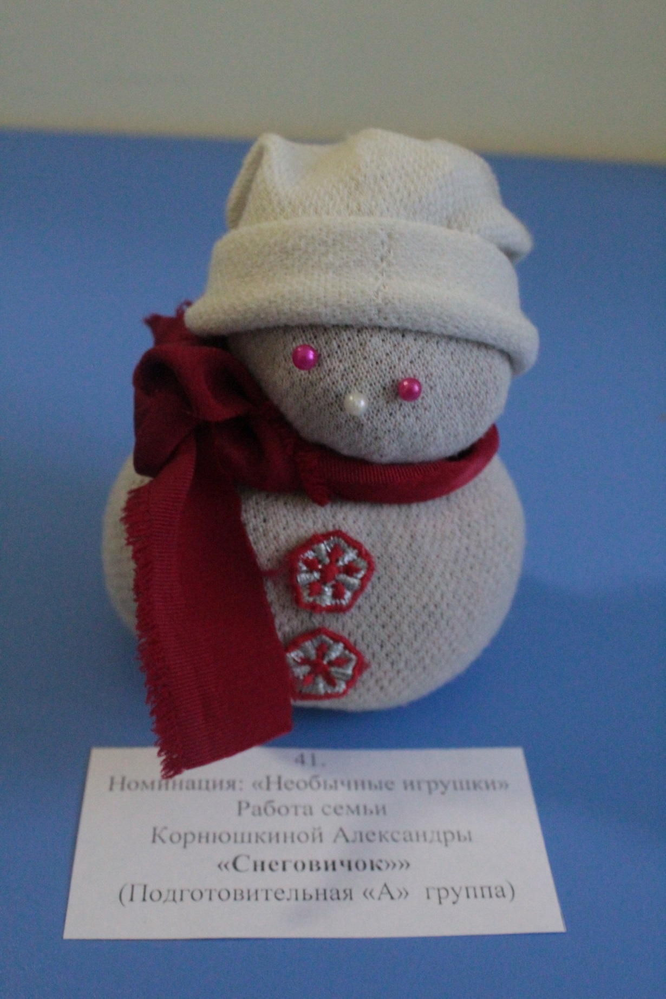 41.
Номинация: «Необычные игрушки»
Работа семьи
Корнюшкиной Александры
«Снеговичок»»
(Подготовительная «А» группа)